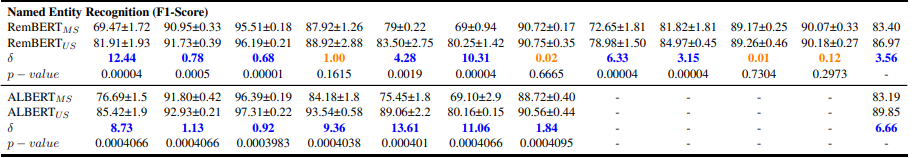 Named Entity Recognition (F1-Score)
RemBERT_MS 69.47±1.72 90.95±0.33 95.51±0.18 87.92±1.26 79±0.22 69±0.94 90.72±0.17 72.65±1.81 81.82±1.81 89.17±0.25 90.07±0.33 83.40
RemBERT_US 81.91±1.93 91.73±0.39 96.19±0.21 88.92±2.88 83.50±2.75 80.25±1.42 90.75±0.35 78.98±1.50 84.97±0.45 89.26±0.46 90.18±0.27 86.97
δ 12.44 0.78 0.68 1.00 4.28 10.31 0.02 6.33 3.15 0.01 0.12 3.56
p − value 0.00004 0.0005 0.00001 0.1615 0.0019 0.00004 0.6665 0.00004 0.00004 0.7304 0.2973 -
ALBERT_MS 76.69±1.5 91.80±0.42 96.39±0.19 84.18±1.8 75.45±1.8 69.10±2.9 88.72±0.40 - - - - 83.19
ALBERT_US 85.42±1.9 92.93±0.21 97.31±0.22 93.54±0.58 89.06±2.2 80.16±0.15 90.56±0.44 - - - - 89.85
δ 8.73 1.13 0.92 9.36 13.61 11.06 1.84 - - - - 6.66
p − value 0.0004066 0.0004066 0.0003983 0.0004038 0.000401 0.0004066 0.0004095 - - - - -